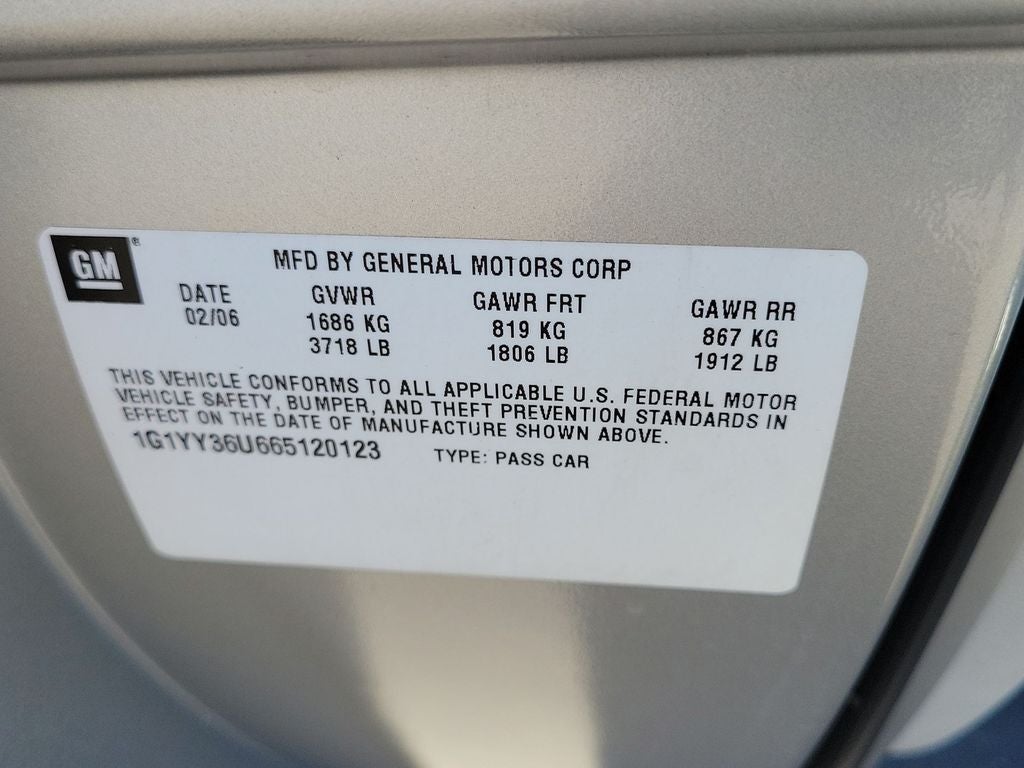 GM
MFD BY GENERAL MOTORS CORP
DATE GVWR GAWR FRT GAWR RR
02/06 1686 KG 819 KG 867 KG
3718 LB 1806 LB 1912 LB
THIS VEHICLE CONFORMS TO ALL APPLICABLE U.S. FEDERAL MOTOR
VEHICLE SAFETY, BUMPER, AND THEFT PREVENTION STANDARDS IN
EFFECT ON THE DATE OF MANUFACTURE SHOWN ABOVE.
1G1YY36U665120123 TYPE: PASS CAR